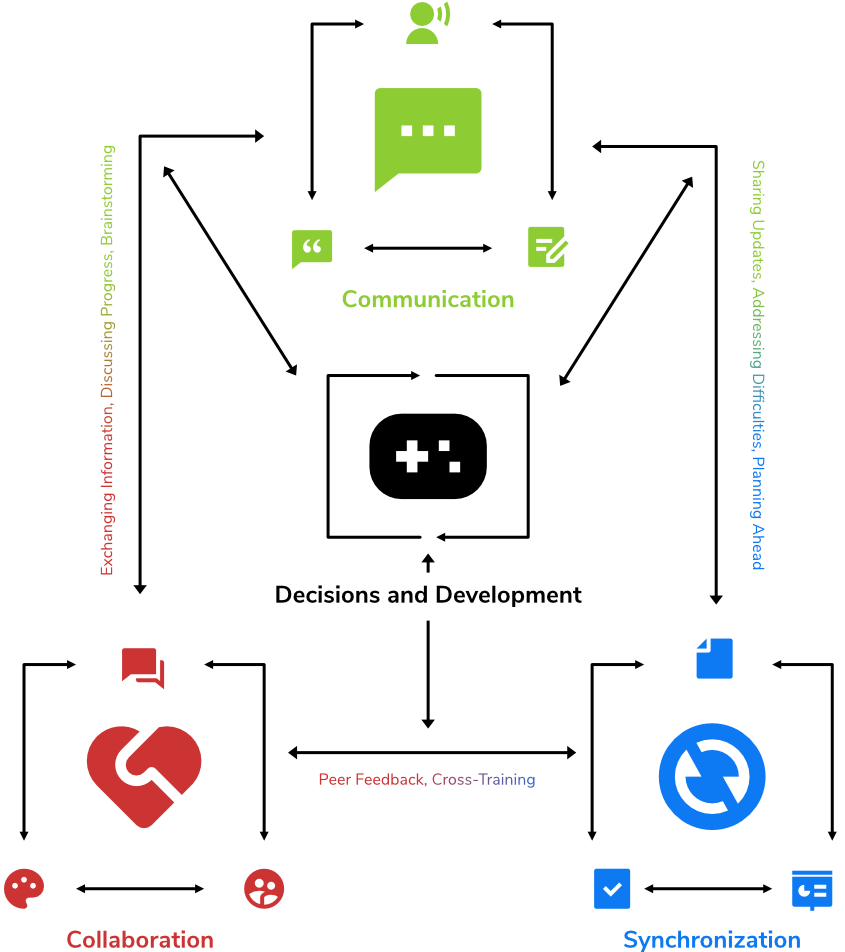 Exchanging Information, Discussing Progress, Brainstorming
Sharing Updates, Addressing Difficulties, Planning Ahead
Communication
Decisions and Development
Peer Feedback, Cross-Training
Collaboration
Synchronization